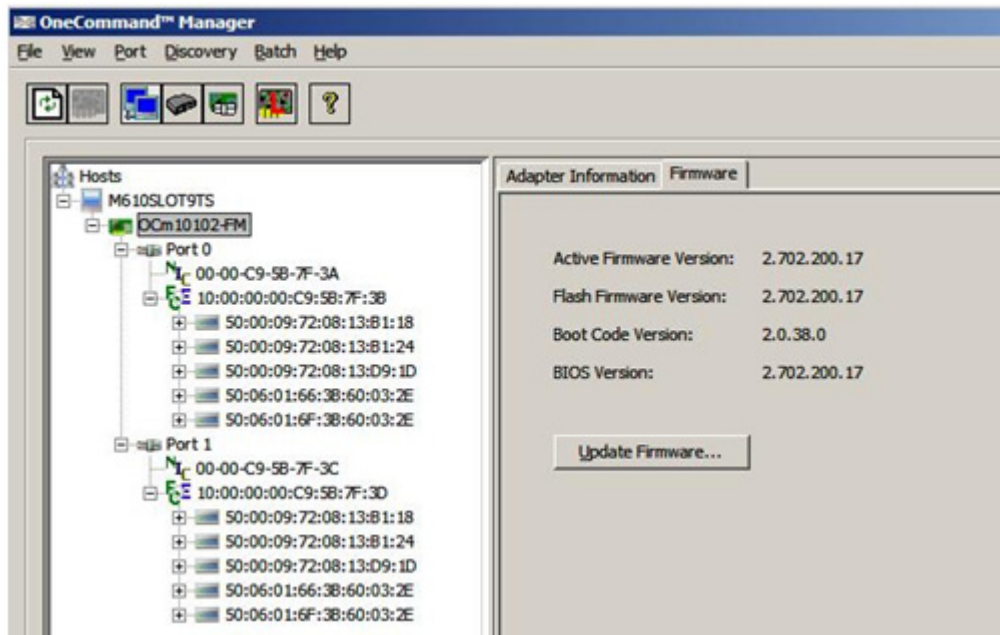 OneCommand™ Manager
File View Port Discovery Batch Help
Hosts
M610SLOT9TS
OCm10102-FM
Port 0
NIC 00-00-C9-5B-7F-3A
FCoE 10:00:00:00:C9:5B:7F:3B
50:00:09:72:08:13:B1:18
50:00:09:72:08:13:B1:24
50:00:09:72:08:13:D9:1D
50:06:01:66:3B:60:03:2E
50:06:01:6F:3B:60:03:2E
Port 1
NIC 00-00-C9-5B-7F-3C
FCoE 10:00:00:00:C9:5B:7F:3D
50:00:09:72:08:13:B1:18
50:00:09:72:08:13:B1:24
50:00:09:72:08:13:D9:1D
50:06:01:66:3B:60:03:2E
50:06:01:6F:3B:60:03:2E
Adapter Information Firmware
Active Firmware Version: 2.702.200.17
Flash Firmware Version: 2.702.200.17
Boot Code Version: 2.0.38.0
BIOS Version: 2.702.200.17
Update Firmware...